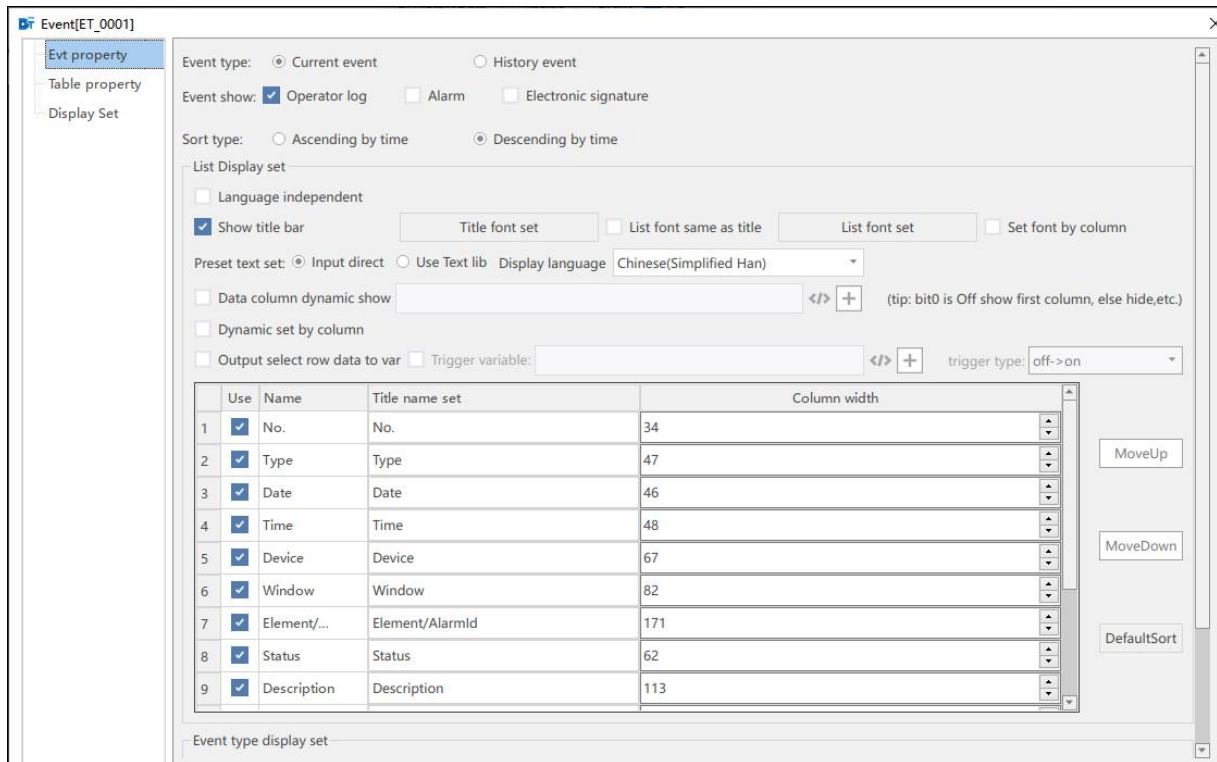 DT Event[ET_0001]
Evt property
Table property
Display Set
Event type: Current event History event
Event show: Operator log Alarm Electronic signature
Sort type: Ascending by time Descending by time
List Display set
Language independent
Show title bar Title font set List font same as title List font set Set font by column
Preset text set: Input direct Use Text lib Display language Chinese(Simplified Han)
Data column dynamic show </> + (tip: bit0 is Off show first column, else hide,etc.)
Dynamic set by column
Output select row data to var Trigger variable: </> + trigger type: off->on
Use Name Title name set Column width
1 No. No. 34
2 Type Type 47
3 Date Date 46
4 Time Time 48
5 Device Device 67
6 Window Window 82
7 Element/... Element/AlarmId 171
8 Status Status 62
9 Description Description 113
MoveUp
MoveDown
DefaultSort
Event type display set